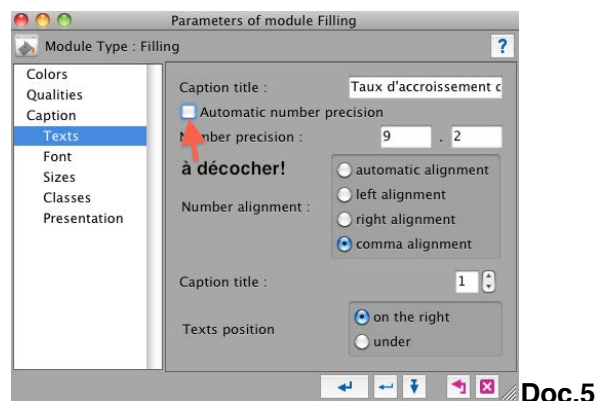 Parameters of module Filling
Module Type : Filling
?
Colors
Qualities
Caption
Texts
Font
Sizes
Classes
Presentation
Caption title : Taux d'accroissement c
Automatic number precision
Number precision : 9 . 2
à décocher!
Number alignment :
automatic alignment
left alignment
right alignment
comma alignment
Caption title : 1
Texts position
on the right
under
Doc.5